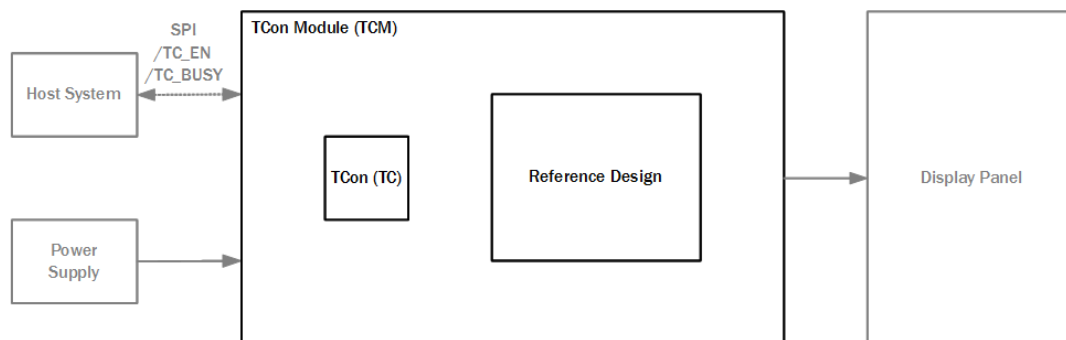 SPI
/TC_EN
/TC_BUSY
Host System
TCon Module (TCM)
TCon (TC)
Reference Design
Display Panel
Power
Supply